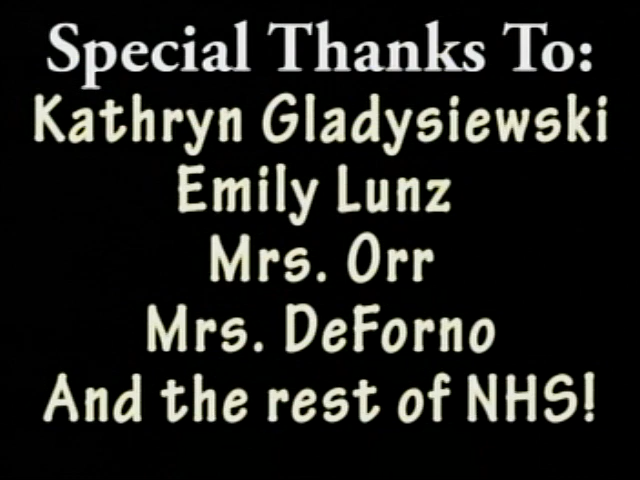 Special Thanks To:
Kathryn Gladysiewski
Emily Lunz
Mrs. Orr
Mrs. DeForno
And the rest of NHS!